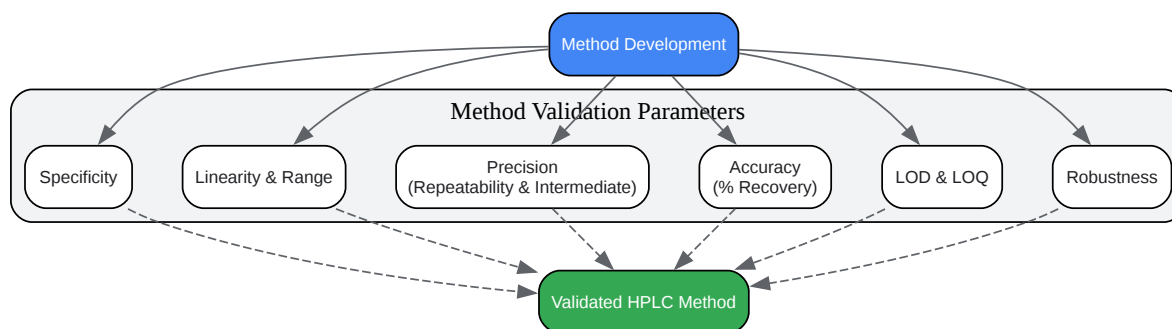 Method Development
Method Validation Parameters
Specificity
Linearity & Range
Precision
(Repeatability & Intermediate)
Accuracy
(% Recovery)
LOD & LOQ
Robustness
Validated HPLC Method